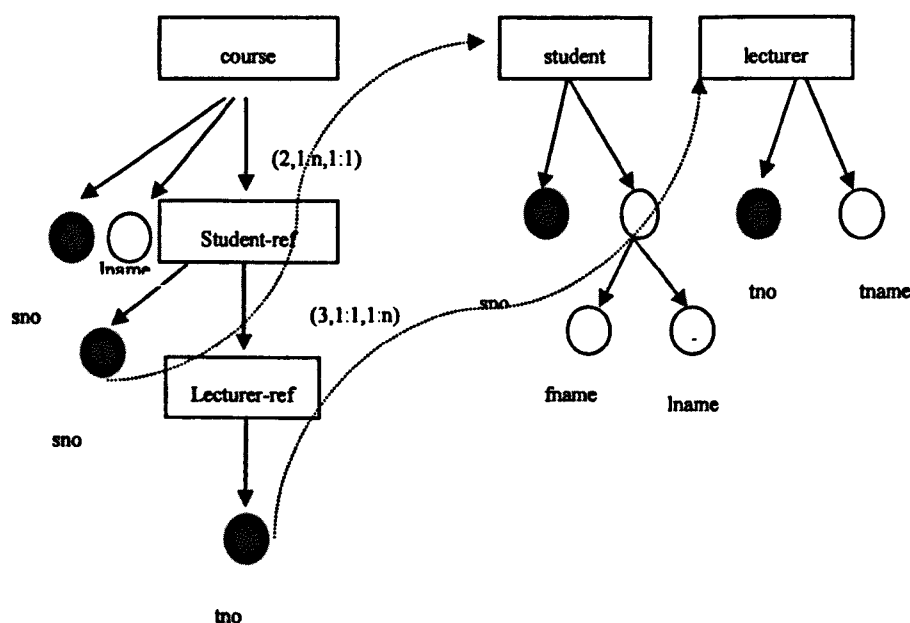 course
student
lecturer
(2,1:n,1:1)
Student-ref
lname
sno
(3,1:1,1:n)
sno
tno
tname
Lecturer-ref
fname
lname
sno
tno